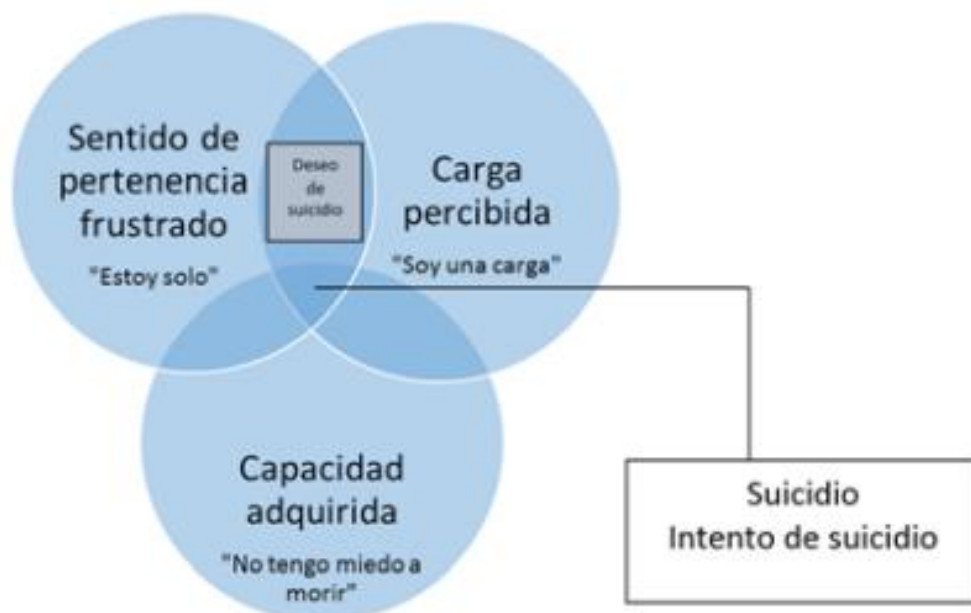 Sentido de
pertenencia
frustrado
"Estoy solo"
Deseo
de
suicidio
Carga
percibida
"Soy una carga"
Capacidad
adquirida
"No tengo miedo a
morir"
Suicidio
Intento de suicidio